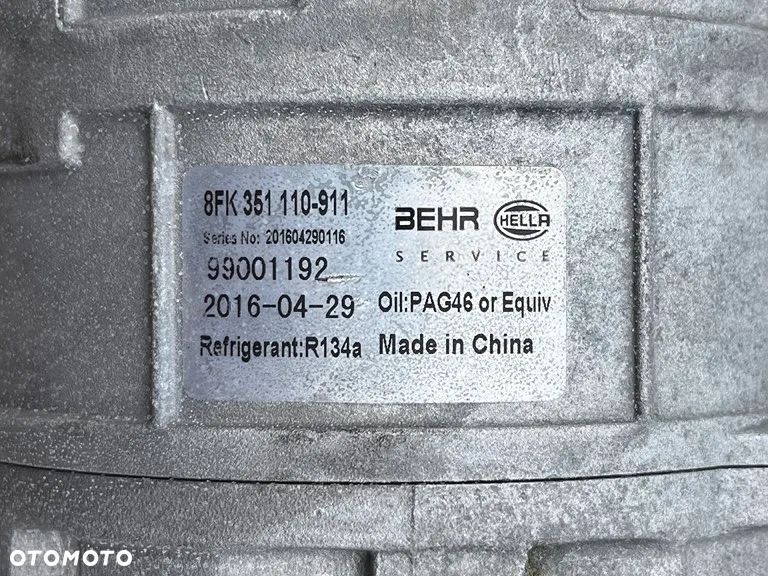 8FK 351 110-911
Series No: 201604290116
99001192
2016-04-29
Refrigerant:R134a
BEHR HELLA
SERVICE
Oil:PAG46 or Equiv
Made in China
OTOMOTO